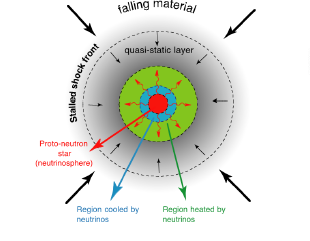 falling material
Stalled shock front
quasi-static layer
Proto-neutron
star
(neutrinosphere)
Region cooled by
neutrinos
Region heated by
neutrinos